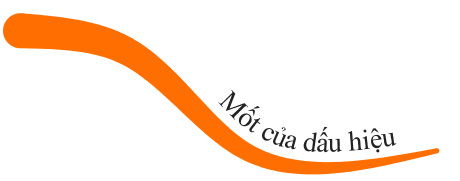 Mốt của dấu hiệu